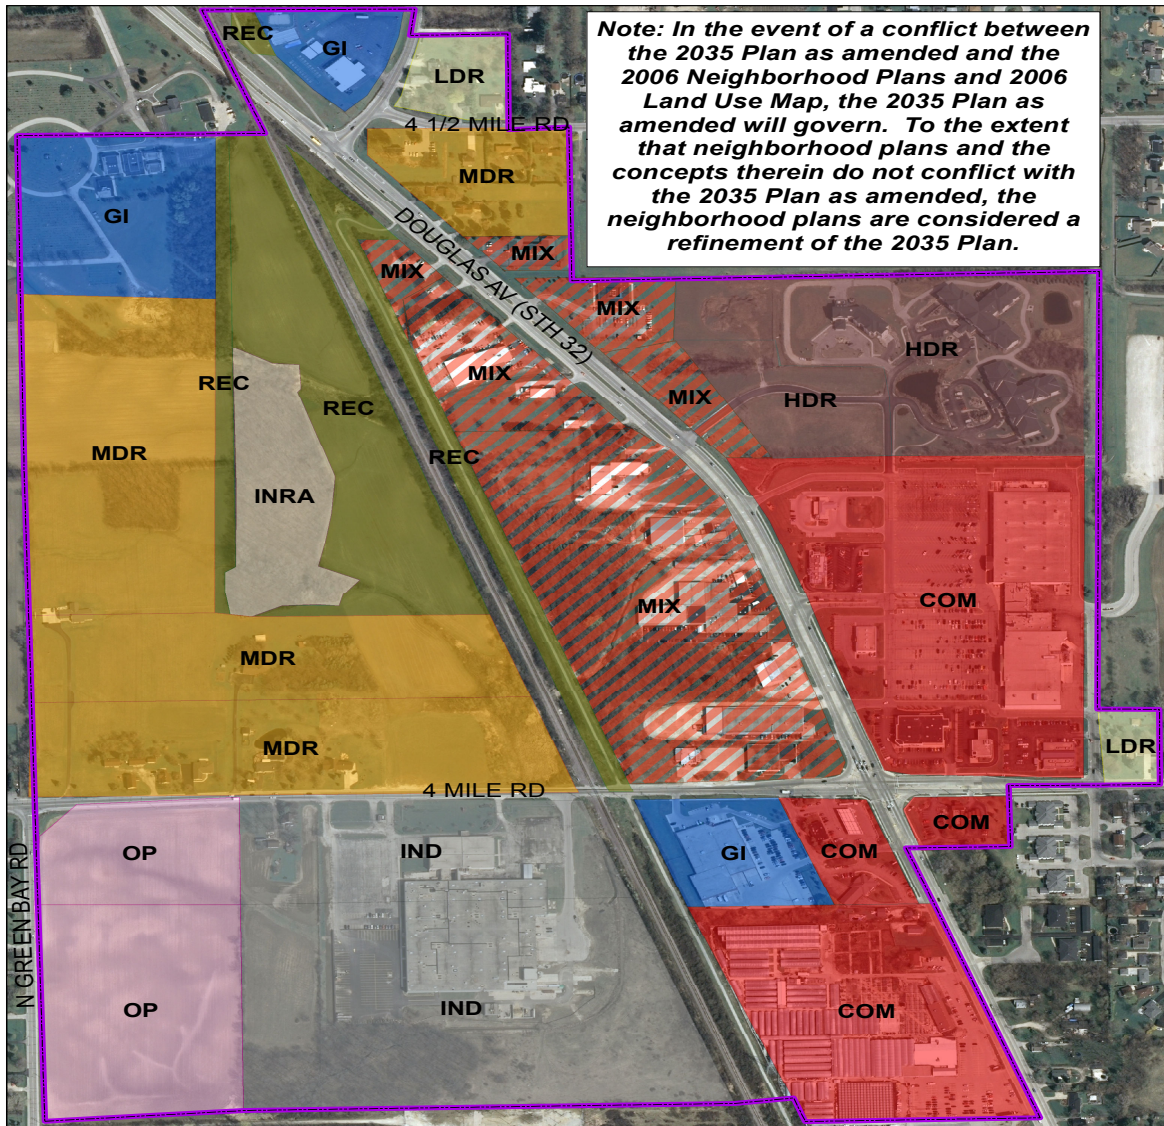 Note: In the event of a conflict between
the 2035 Plan as amended and the
2006 Neighborhood Plans and 2006
Land Use Map, the 2035 Plan as
amended will govern. To the extent
that neighborhood plans and the
concepts therein do not conflict with
the 2035 Plan as amended, the
neighborhood plans are considered a
refinement of the 2035 Plan.
REC
GI
LDR
4 1/2 MILE RD
MDR
GI
DOUGLAS AV (STH 32)
MIX
MIX
MIX
HDR
MIX
REC
REC
MIX
HDR
MDR
REC
INRA
MIX
COM
MDR
MDR
LDR
4 MILE RD
OP
IND
GI
COM
COM
N GREEN BAY RD
OP
IND
COM